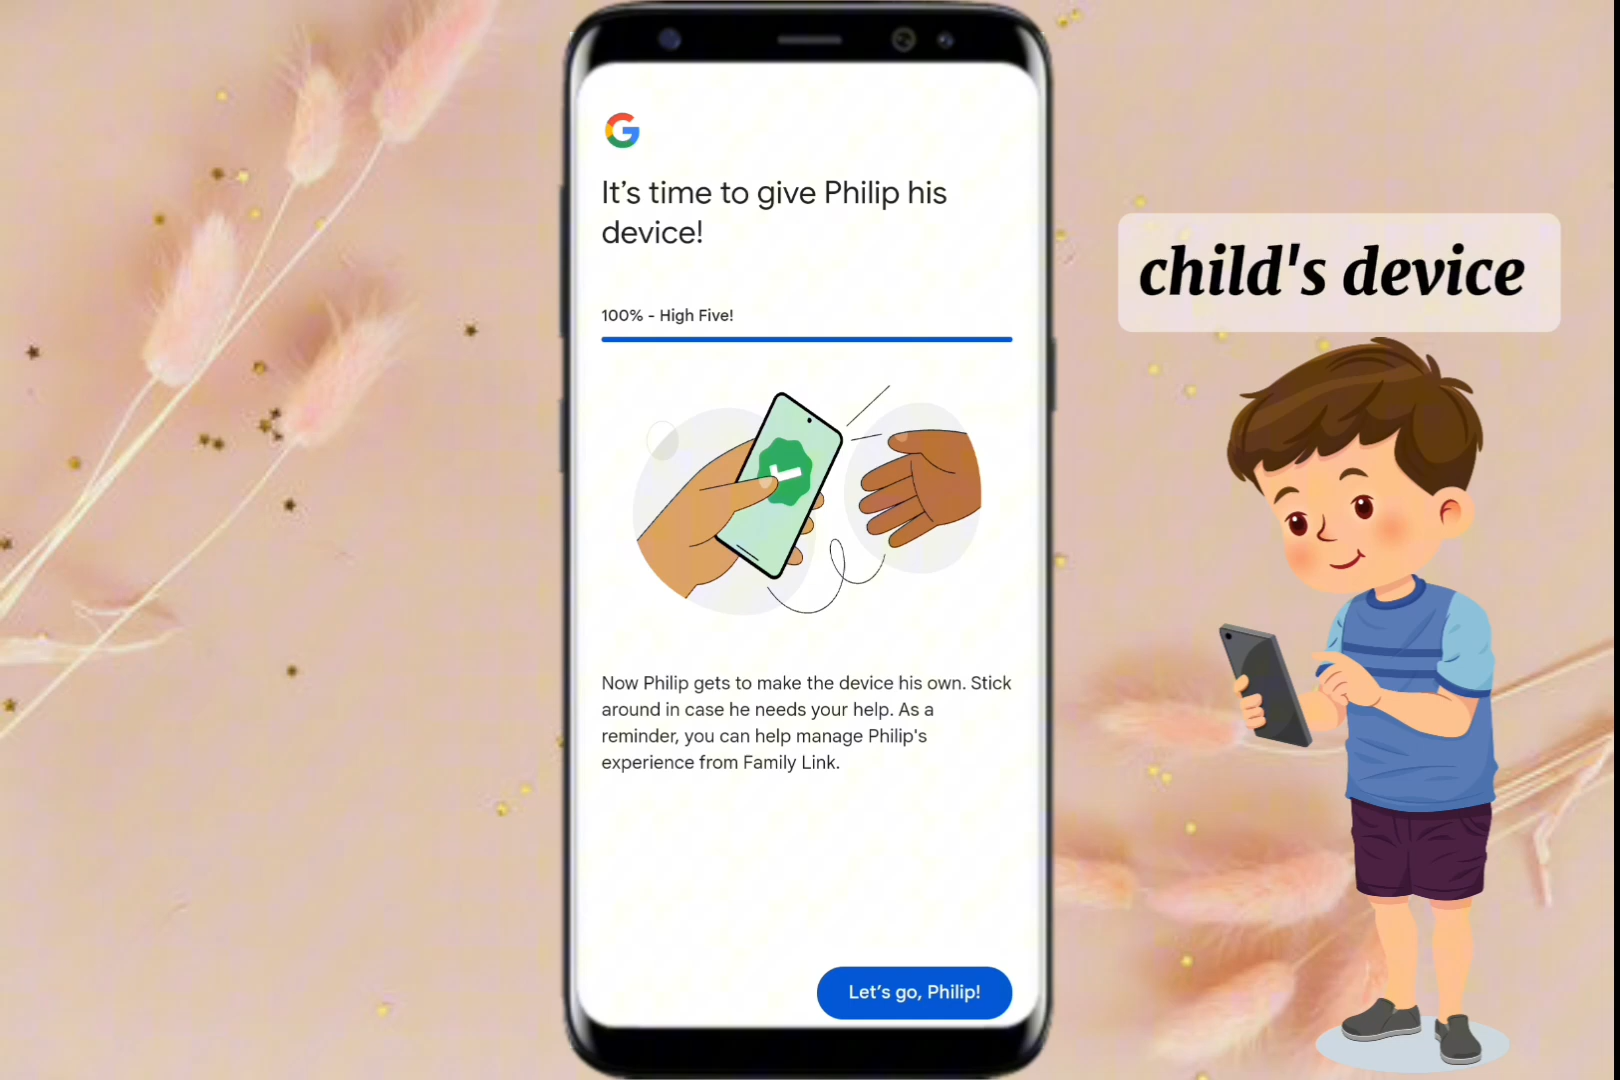 It’s time to give Philip his
device!
100% - High Five!
Now Philip gets to make the device his own. Stick
around in case he needs your help. As a
reminder, you can help manage Philip's
experience from Family Link.
Let’s go, Philip!
child's device